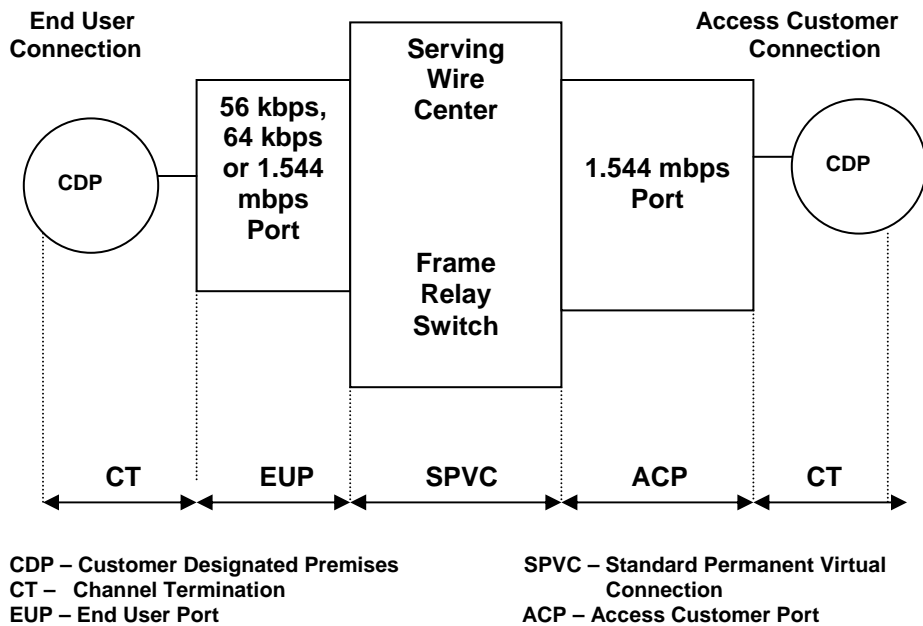 End User
Connection
Access Customer
Connection
Serving
Wire
Center
Frame
Relay
Switch
56 kbps,
64 kbps
or 1.544
mbps
Port
1.544 mbps
Port
CDP
CDP
CT
EUP
SPVC
ACP
CT
CDP – Customer Designated Premises
CT – Channel Termination
EUP – End User Port
SPVC – Standard Permanent Virtual
Connection
ACP – Access Customer Port